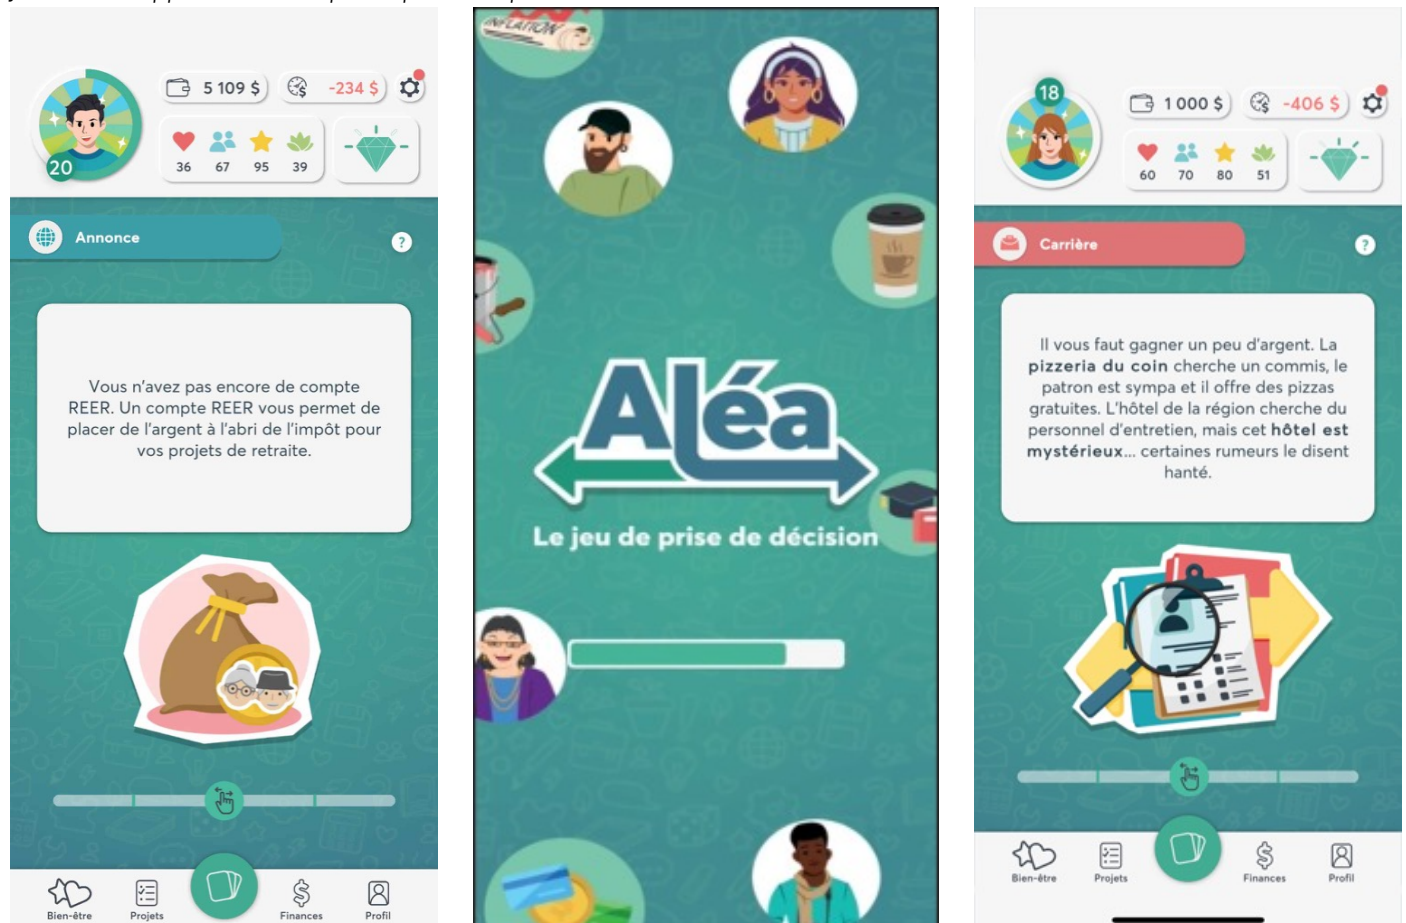 5 109 $
-234 $
20
36 67 95 39
Annonce
?
Vous n'avez pas encore de compte
REER. Un compte REER vous permet de
placer de l'argent à l'abri de l'impôt pour
vos projets de retraite.
Bien-être
Projets
Finances
Profil
INFLATION
Aléa
Le jeu de prise de décision
18
1 000 $
-406 $
60 70 80 51
Carrière
?
Il vous faut gagner un peu d'argent. La
pizzeria du coin cherche un commis, le
patron est sympa et il offre des pizzas
gratuites. L'hôtel de la région cherche du
personnel d'entretien, mais cet hôtel est
mystérieux... certaines rumeurs le disent
hanté.
Bien-être
Projets
Finances
Profil